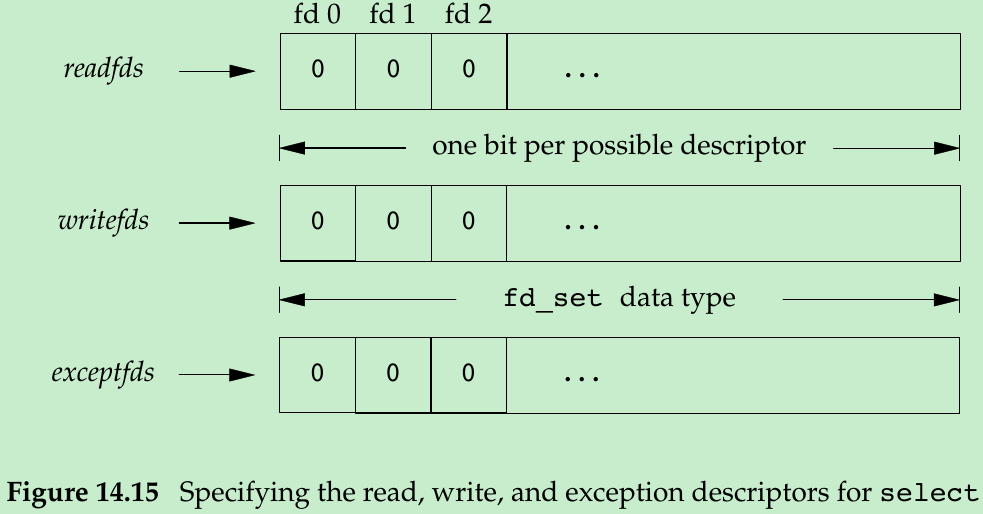 fd 0 fd 1 fd 2
readfds 0 0 0 ...
one bit per possible descriptor
writefds 0 0 0 ...
fd_set data type
exceptfds 0 0 0 ...
Figure 14.15 Specifying the read, write, and exception descriptors for select